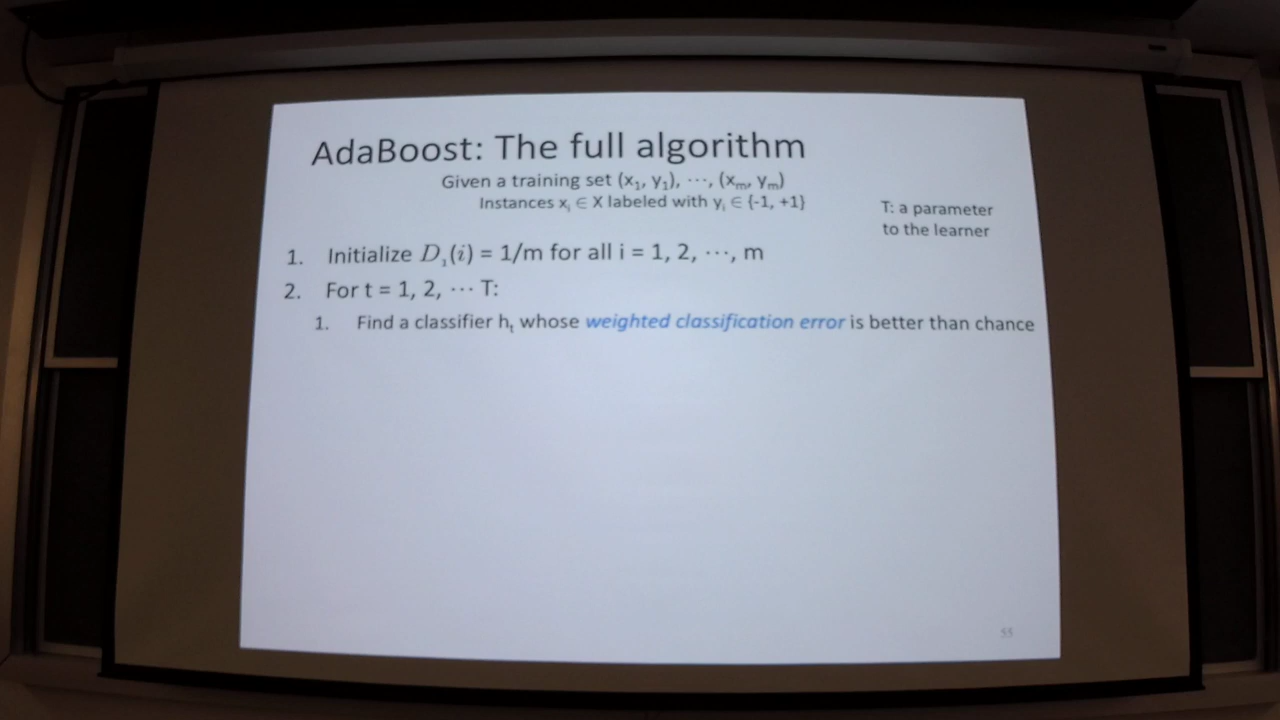 AdaBoost: The full algorithm
Given a training set (x₁, y₁), ⋯, (xₘ, yₘ)
Instances xᵢ ∈ X labeled with yᵢ ∈ {-1, +1}
T: a parameter
to the learner
1. Initialize D₁(i) = 1/m for all i = 1, 2, ⋯, m
2. For t = 1, 2, ⋯ T:
1. Find a classifier hₜ whose weighted classification error is better than chance
55